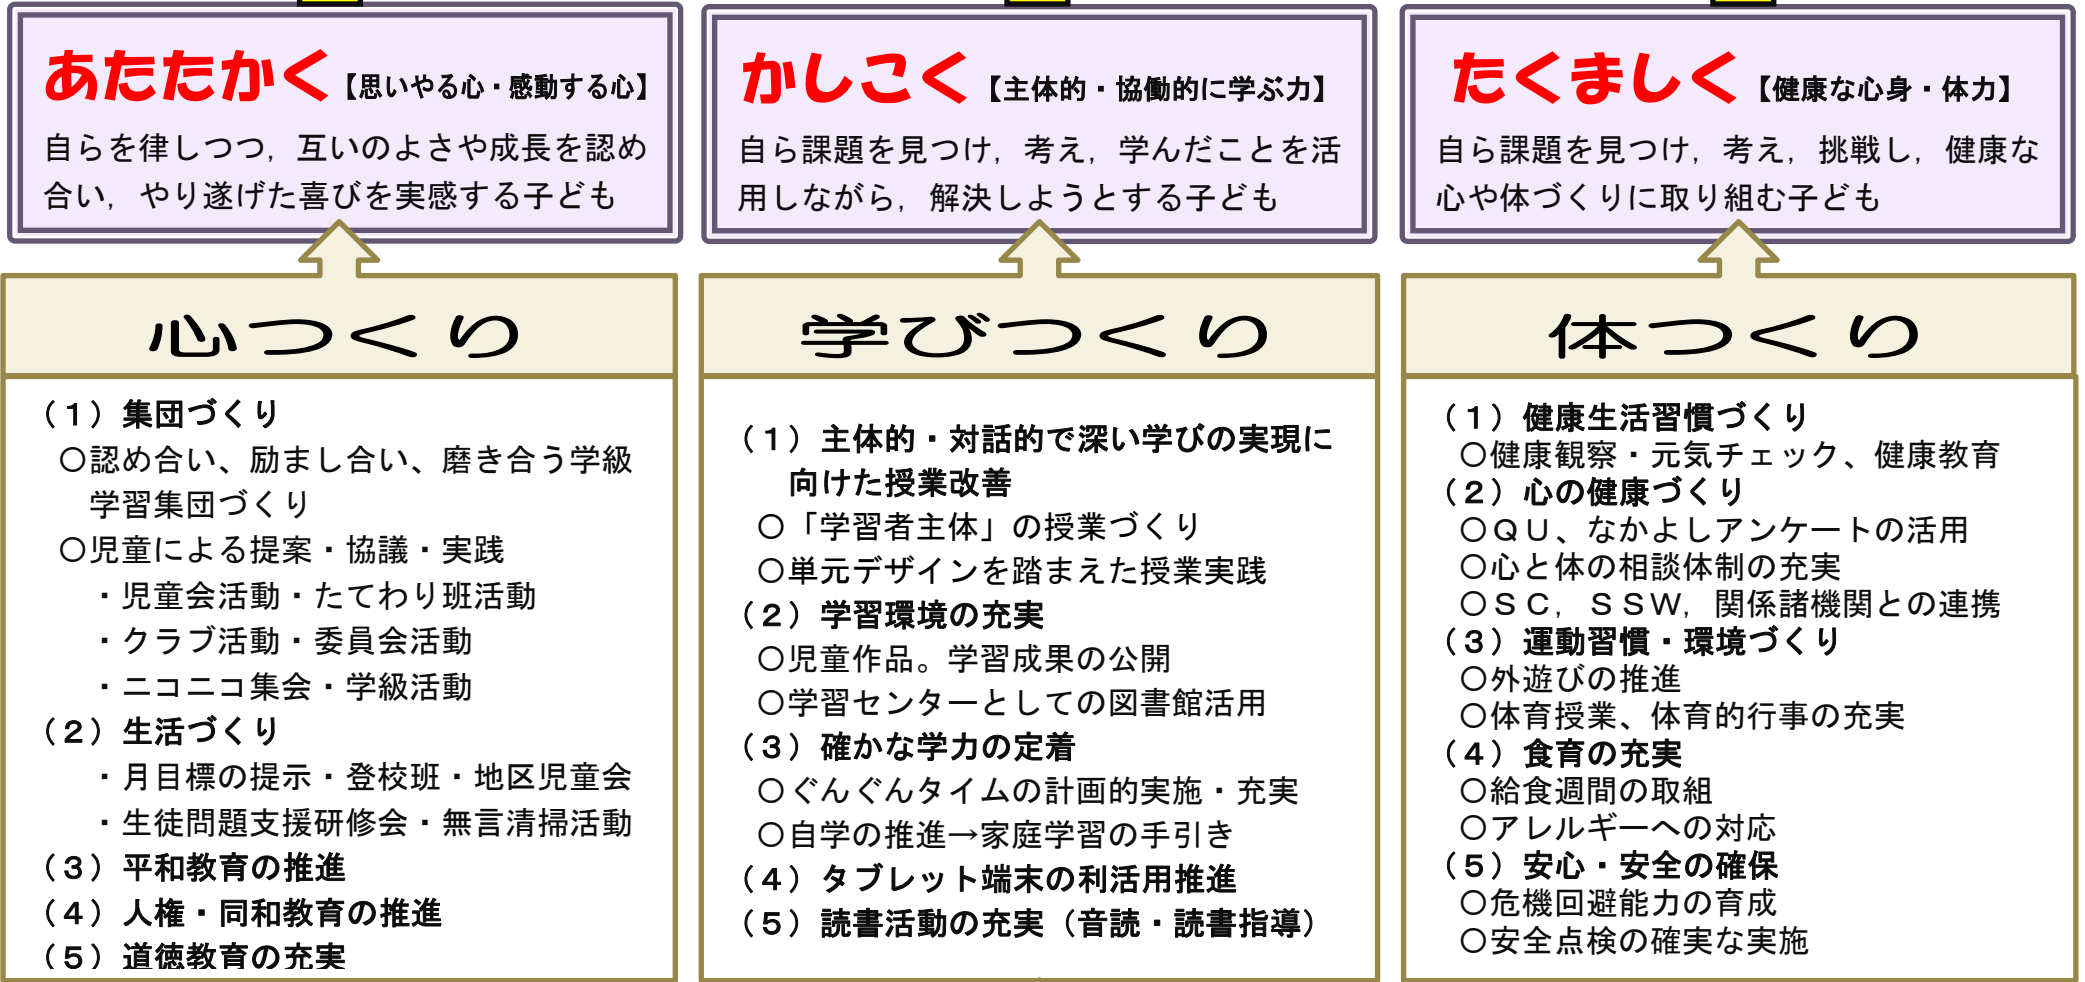 あたたかく【思いやる心・感動する心】
自らを律しつつ，互いのよさや成長を認め
合い，やり遂げた喜びを実感する子ども
心つくり
（１）集団づくり
○認め合い、励まし合い、磨き合う学級
学習集団づくり
○児童による提案・協議・実践
・児童会活動・たてわり班活動
・クラブ活動・委員会活動
・ニコニコ集会・学級活動
（２）生活づくり
・月目標の提示・登校班・地区児童会
・生徒問題支援研修会・無言清掃活動
（３）平和教育の推進
（４）人権・同和教育の推進
（５）道徳教育の充実
かしこく【主体的・協働的に学ぶ力】
自ら課題を見つけ，考え，学んだことを活
用しながら，解決しようとする子ども
学びつくり
（１）主体的・対話的で深い学びの実現に
向けた授業改善
○「学習者主体」の授業づくり
○単元デザインを踏まえた授業実践
（２）学習環境の充実
○児童作品。学習成果の公開
○学習センターとしての図書館活用
（３）確かな学力の定着
○ぐんぐんタイムの計画的実施・充実
○自学の推進→家庭学習の手引き
（４）タブレット端末の利活用推進
（５）読書活動の充実（音読・読書指導）
たくましく【健康な心身・体力】
自ら課題を見つけ，考え，挑戦し，健康な
心や体づくりに取り組む子ども
体つくり
（１）健康生活習慣づくり
○健康観察・元気チェック、健康教育
（２）心の健康づくり
○ＱＵ、なかよしアンケートの活用
○心と体の相談体制の充実
○ＳＣ，ＳＳＷ，関係諸機関との連携
（３）運動習慣・環境づくり
○外遊びの推進
○体育授業、体育的行事の充実
（４）食育の充実
○給食週間の取組
○アレルギーへの対応
（５）安心・安全の確保
○危機回避能力の育成
○安全点検の確実な実施